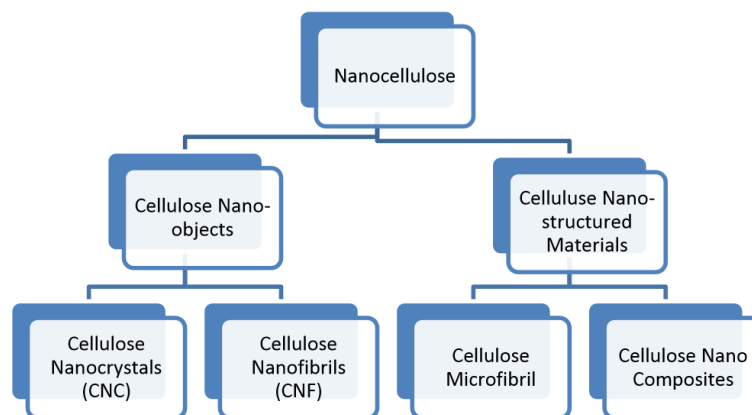 Nanocellulose
Cellulose Nano-
objects
Celluluse Nano-
structured
Materials
Cellulose
Nanocrystals
(CNC)
Cellulose
Nanofibrils
(CNF)
Cellulose
Microfibril
Cellulose Nano
Composites